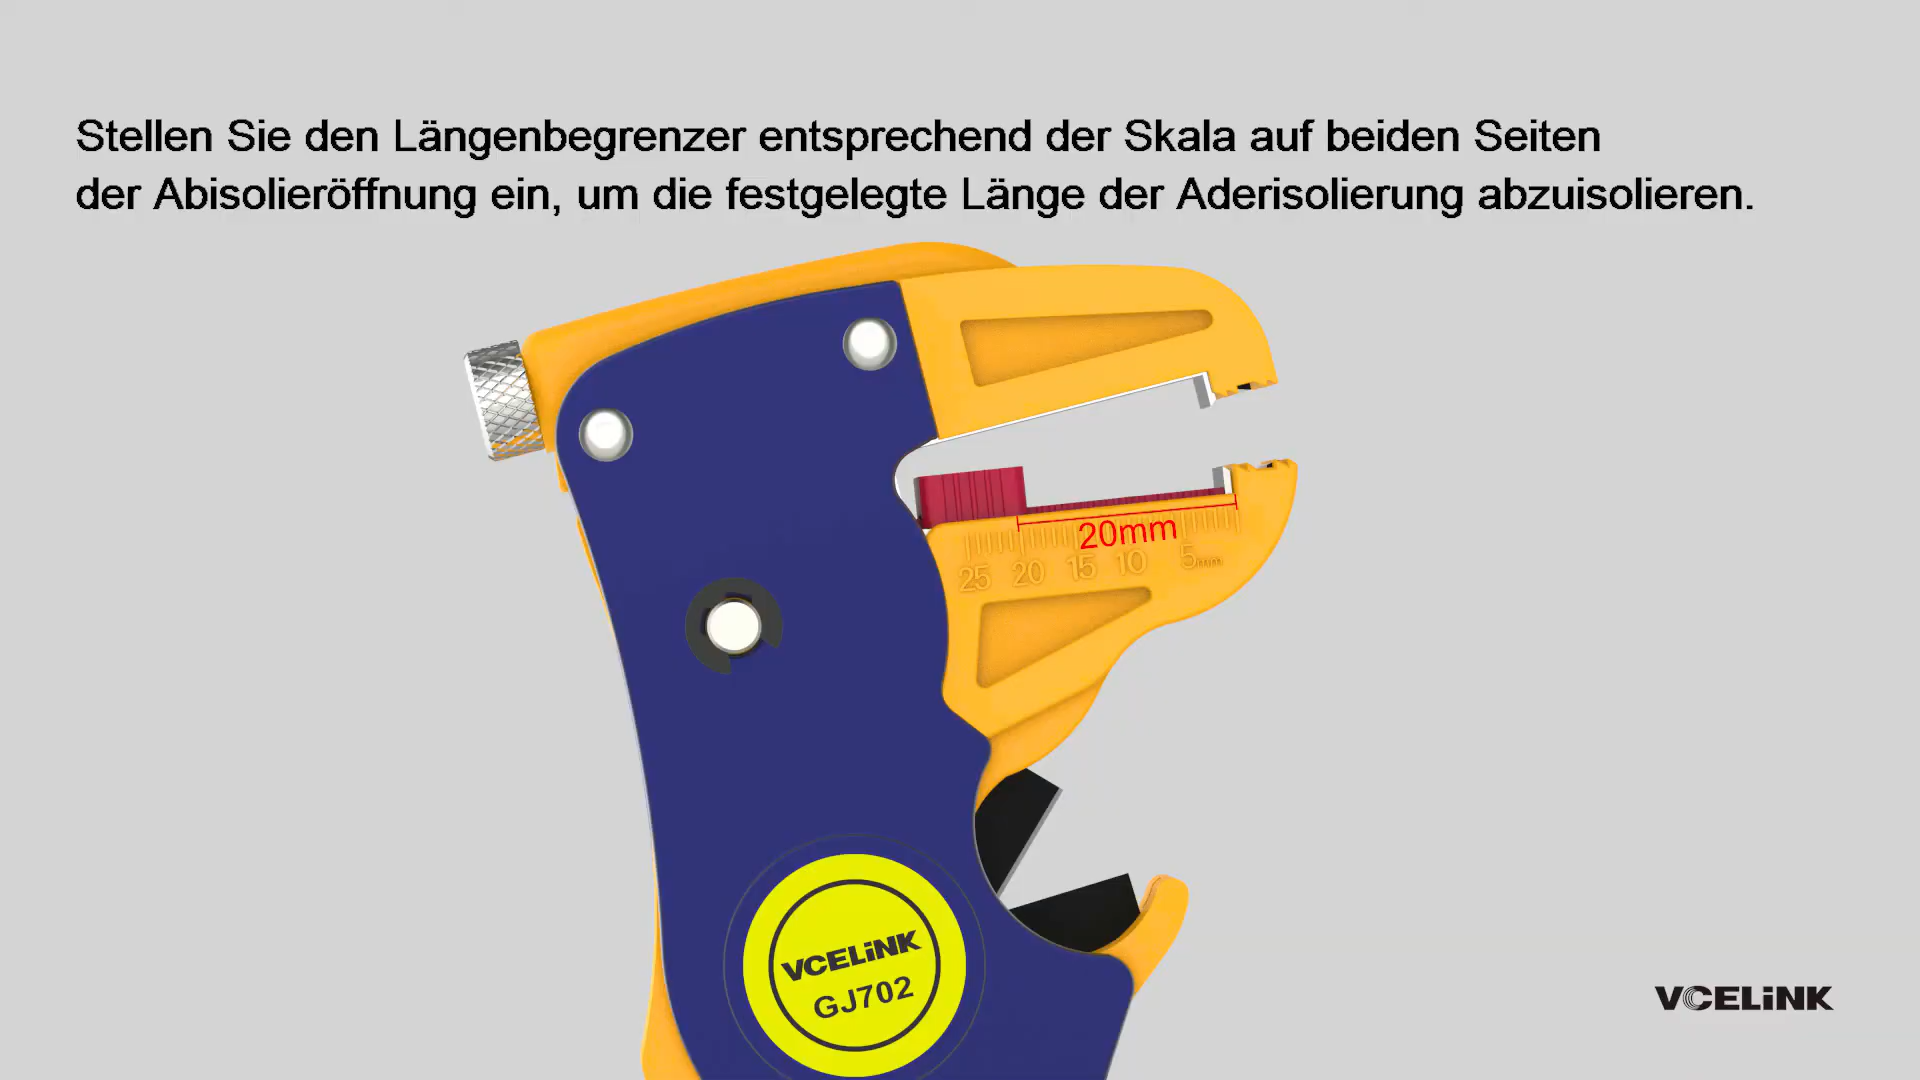 Stellen Sie den Längenbegrenzer entsprechend der Skala auf beiden Seiten
der Abisolieröffnung ein, um die festgelegte Länge der Aderisolierung abzuisolieren.
20mm
25 20 15 10 5mm
VCELiNK
GJ702
VCELiNK